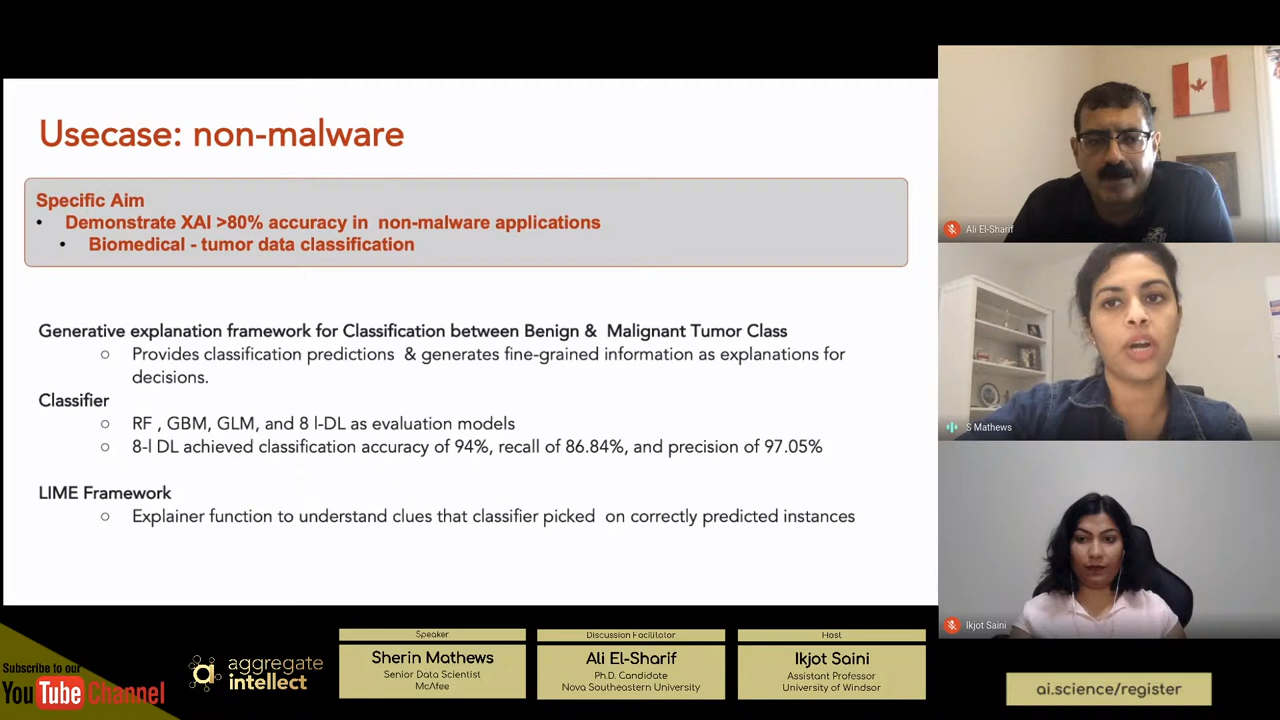 Usecase: non-malware
Specific Aim
• Demonstrate XAI >80% accuracy in non-malware applications
• Biomedical - tumor data classification
Generative explanation framework for Classification between Benign & Malignant Tumor Class
○ Provides classification predictions & generates fine-grained information as explanations for
decisions.
Classifier
○ RF , GBM, GLM, and 8 l-DL as evaluation models
○ 8-l DL achieved classification accuracy of 94%, recall of 86.84%, and precision of 97.05%
LIME Framework
○ Explainer function to understand clues that classifier picked on correctly predicted instances
Ali El-Sharif
S Mathews
Ikjot Saini
Subscribe to our
YouTube Channel
aggregate
intellect
Speaker
Sherin Mathews
Senior Data Scientist
McAfee
Discussion Facilitator
Ali El-Sharif
Ph.D. Candidate
Nova Southeastern University
Host
Ikjot Saini
Assistant Professor
University of Windsor
ai.science/register